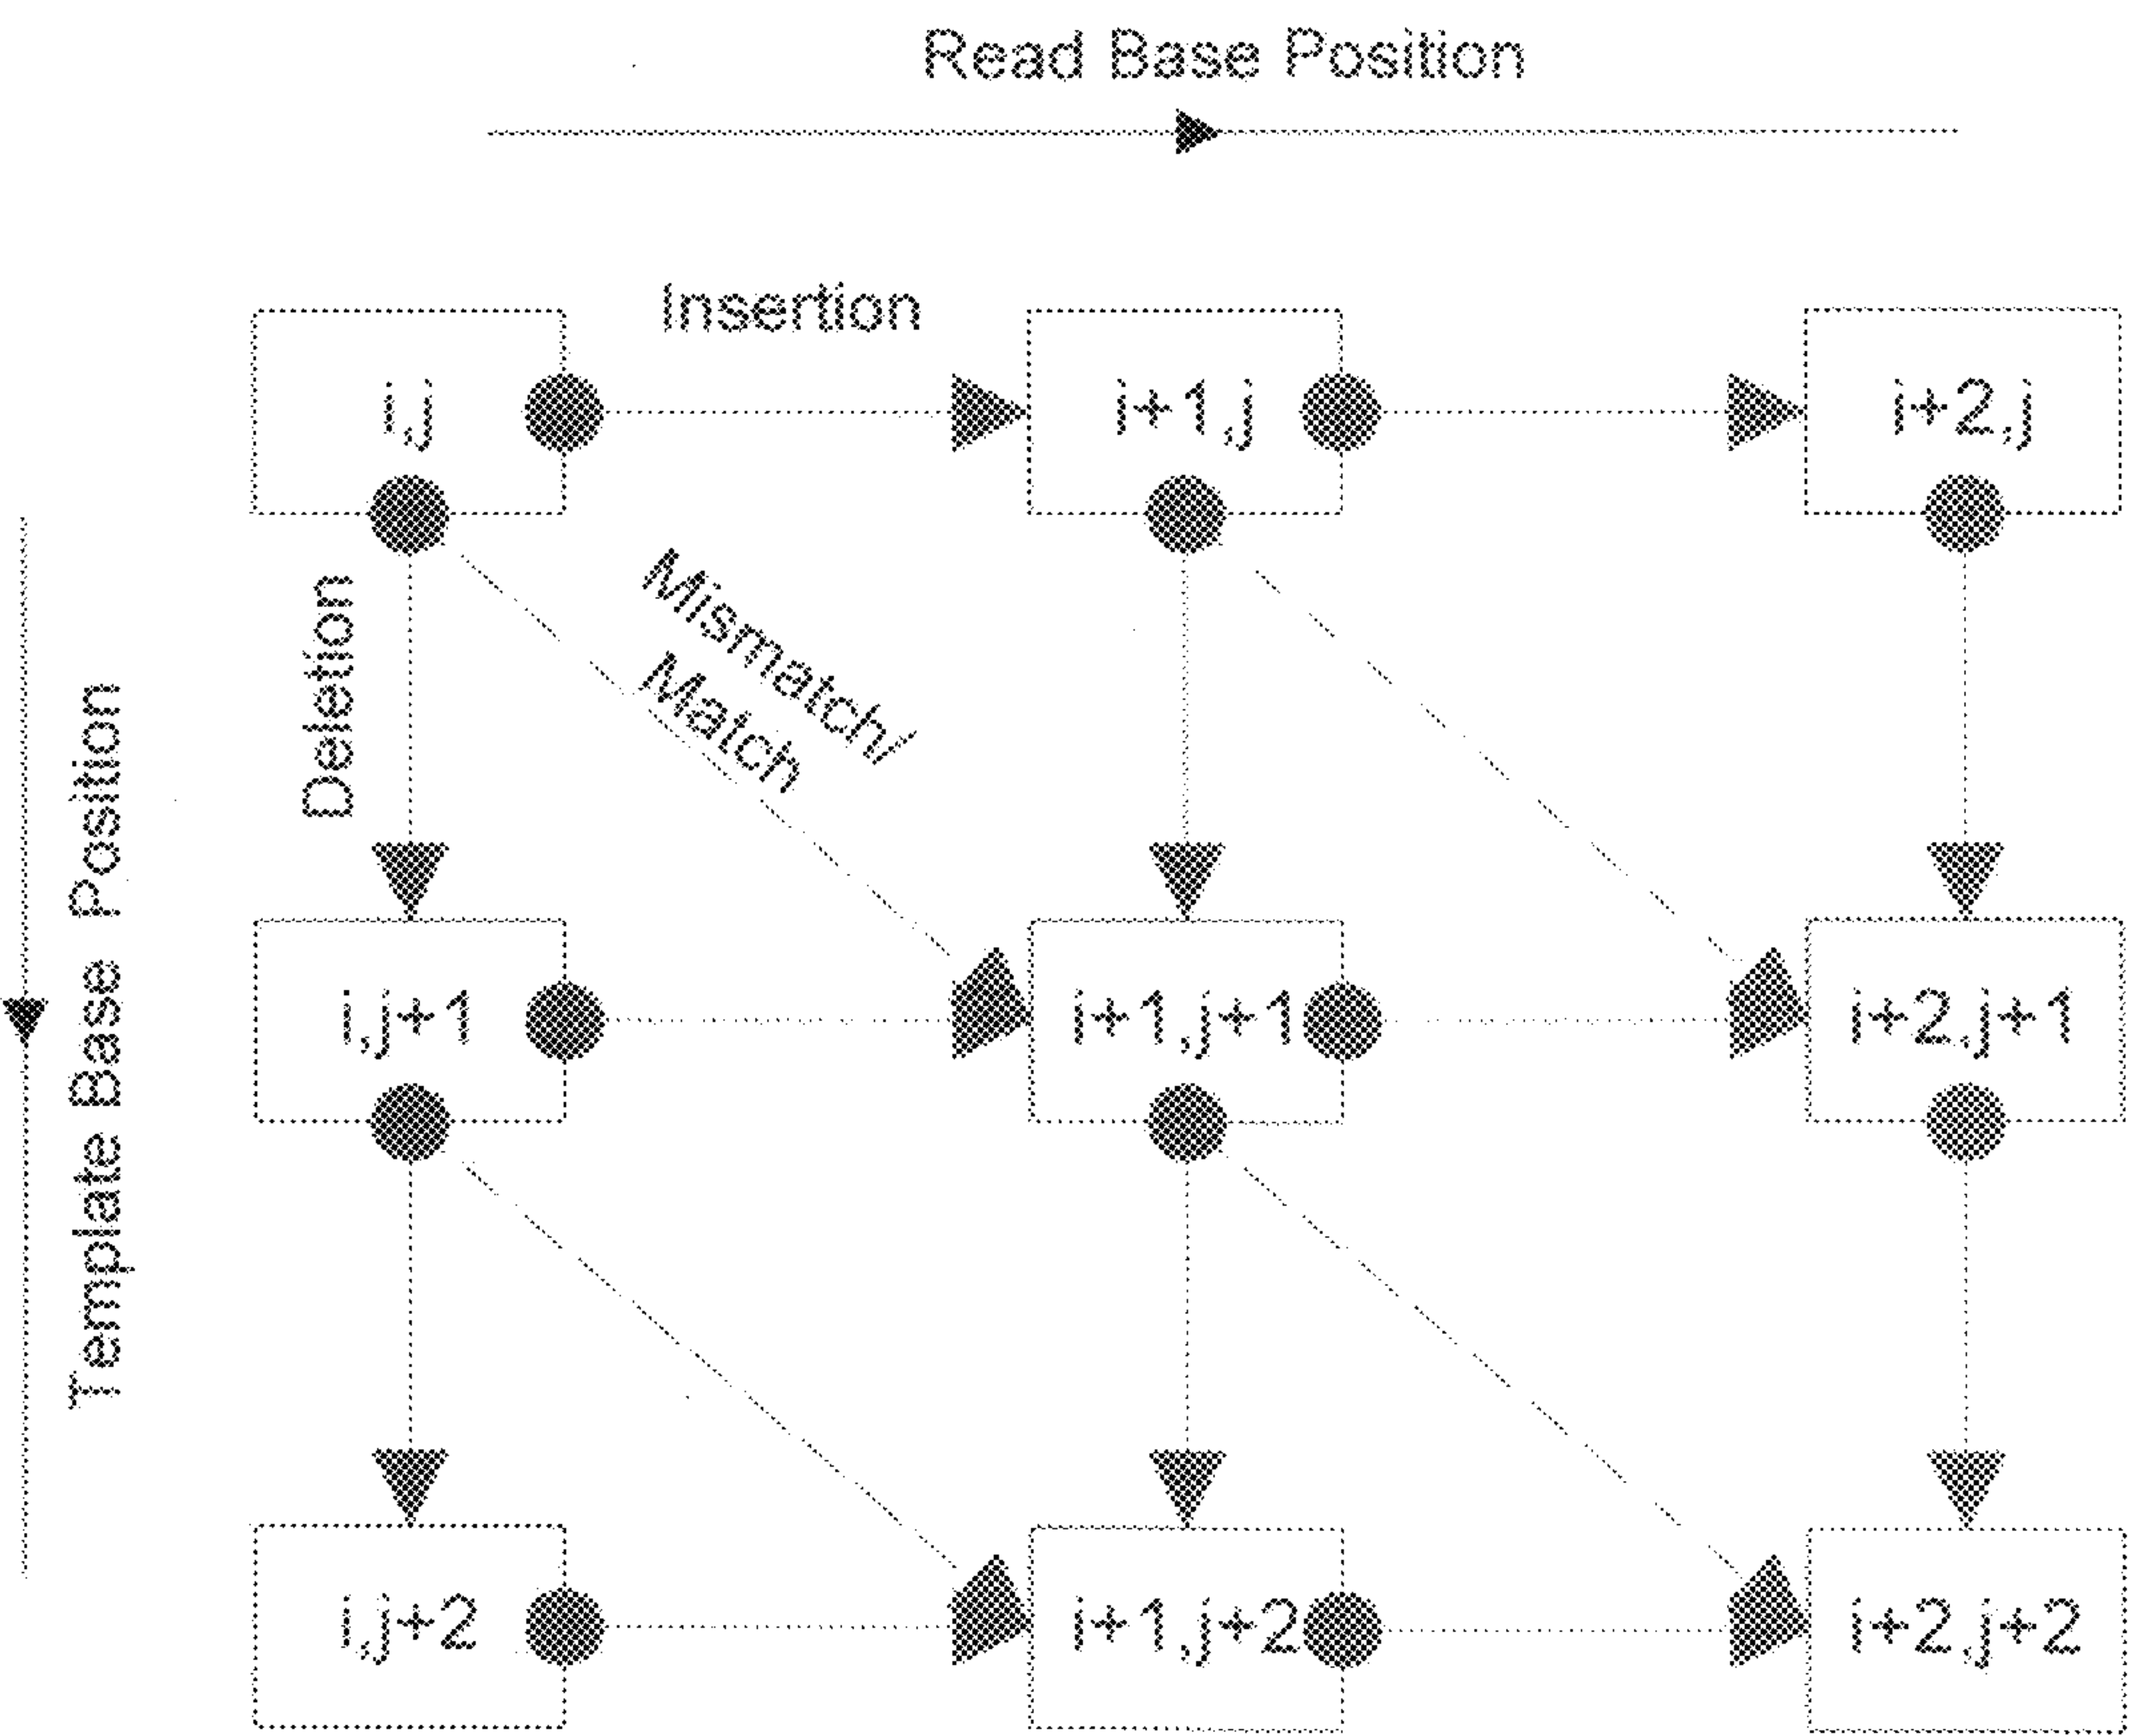 Read Base Position
Insertion
i,j
i+1,j
i+2,j
Deletion
Mismatch/
Match
Template Base Position
i,j+1
i+1,j+1
i+2,j+1
i,j+2
i+1,j+2
i+2,j+2